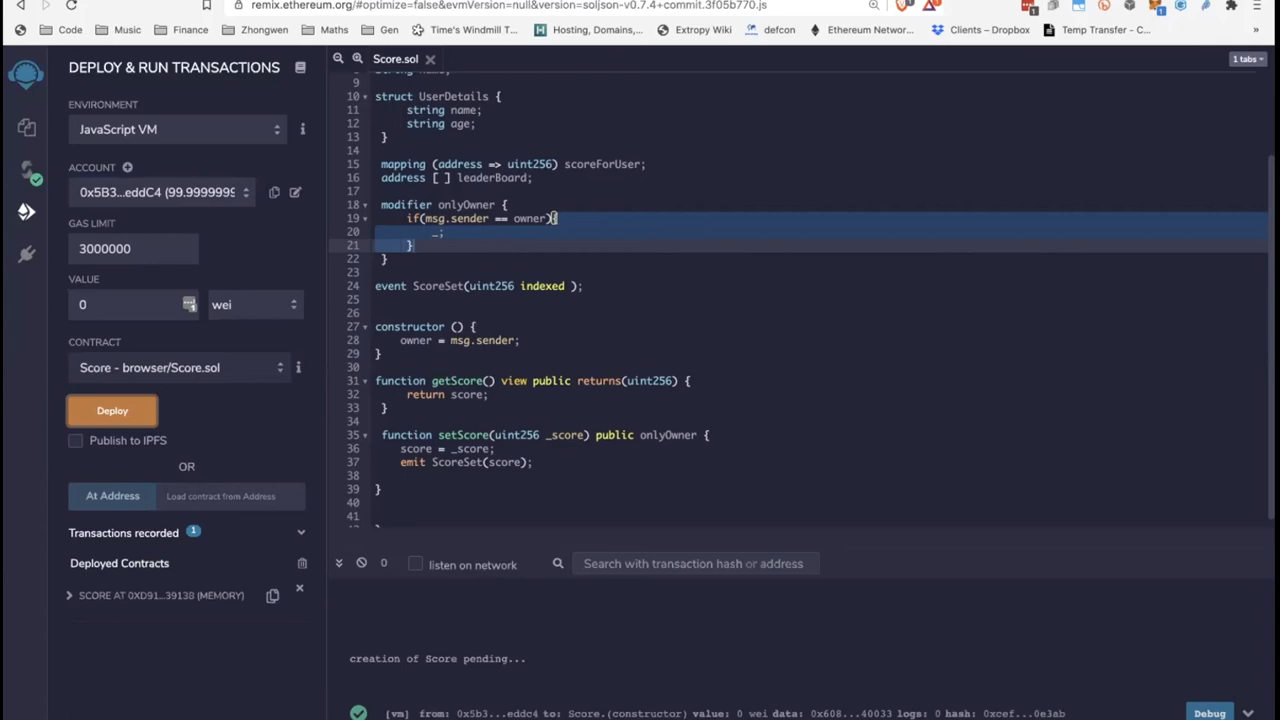 remix.ethereum.org/#optimize=false&evmVersion=null&version=soljson-v0.7.4+commit.3f05b770.js
Code Music Finance Zhongwen Maths Gen Time's Windmill T... Hosting, Domains,... Extropy Wiki defcon Ethereum Networ... Clients – Dropbox Temp Transfer - C... »
DEPLOY & RUN TRANSACTIONS
ENVIRONMENT
JavaScript VM
ACCOUNT
0x5B3...eddC4 (99.9999999
GAS LIMIT
3000000
VALUE
0 wei
CONTRACT
Score - browser/Score.sol
Deploy
Publish to IPFS
OR
At Address Load contract from Address
Transactions recorded 1
Deployed Contracts
SCORE AT 0XD91...39138 (MEMORY)
Score.sol 1 tabs
9
10 struct UserDetails {
11 string name;
12 string age;
13 }
14
15 mapping (address => uint256) scoreForUser;
16 address [ ] leaderBoard;
17
18 modifier onlyOwner {
19 if(msg.sender == owner){
20 _;
21 }
22 }
23
24 event ScoreSet(uint256 indexed );
25
26
27 constructor () {
28 owner = msg.sender;
29 }
30
31 function getScore() view public returns(uint256) {
32 return score;
33 }
34
35 function setScore(uint256 _score) public onlyOwner {
36 score = _score;
37 emit ScoreSet(score);
38
39 }
40
41
0 listen on network Search with transaction hash or address
creation of Score pending...
[vm] from: 0x5b3...eddc4 to: Score.(constructor) value: 0 wei data: 0x608...40033 logs: 0 hash: 0xcef...0e3ab Debug